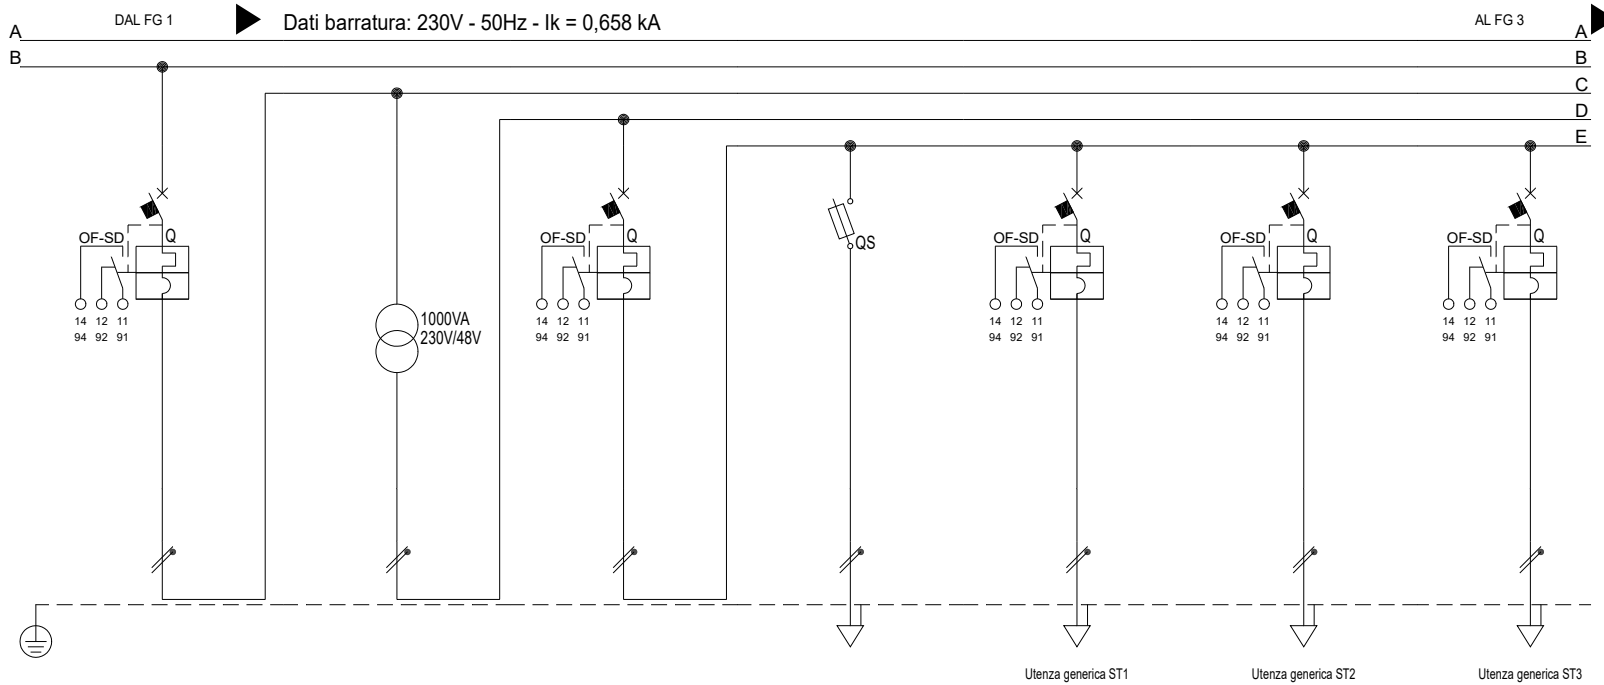 DAL FG 1
Dati barratura: 230V - 50Hz - Ik = 0,658 kA
AL FG 3
A A
B B
C
D
E
OF-SD Q
OF-SD Q
QS
OF-SD Q
OF-SD Q
OF-SD Q
14 12 11
94 92 91
1000VA
230V/48V
14 12 11
94 92 91
14 12 11
94 92 91
14 12 11
94 92 91
14 12 11
94 92 91
Utenza generica ST1
Utenza generica ST2
Utenza generica ST3